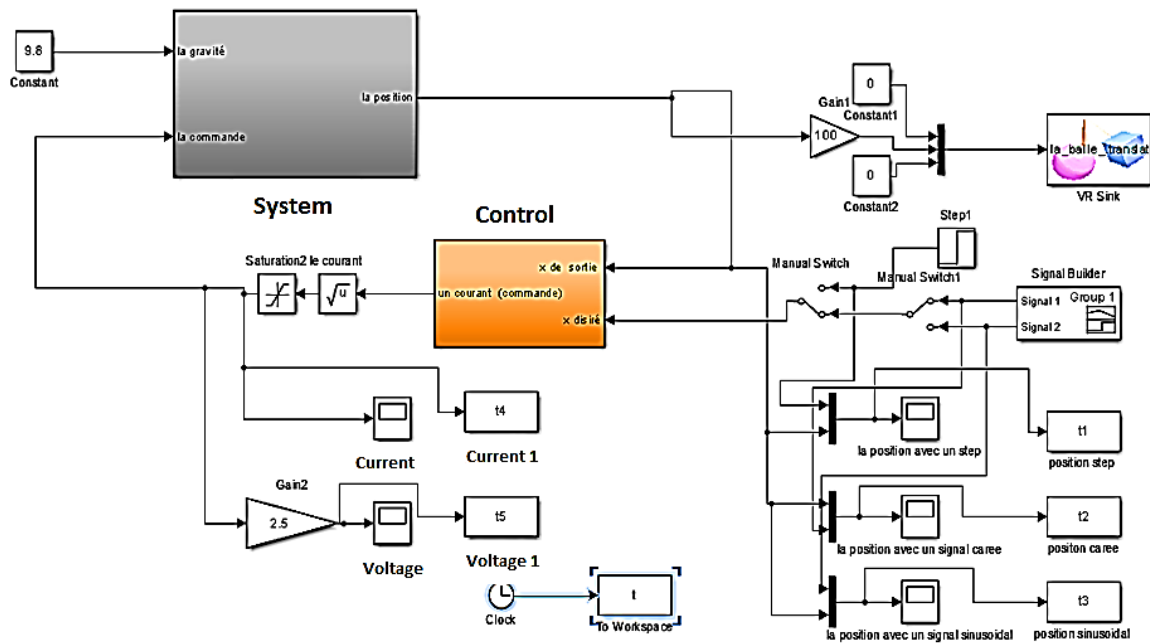 9.8
Constant
la gravité
la position
la commande
System
Gain1
100
0
Constant1
0
Constant2
la_balle_translat
VR Sink
Control
Saturation2 le courant
√u
x de sortie
un courant (commande)
x disiré
Manual Switch
Manual Switch1
Step1
Signal Builder
Signal 1
Group 1
Signal 2
Current
t4
Current 1
Gain2
2.5
Voltage
t5
Voltage 1
Clock
t
To Workspace
la position avec un step
t1
position step
la position avec un signal caree
t2
positon caree
la position avec un signal sinusoidal
t3
position sinusoidal